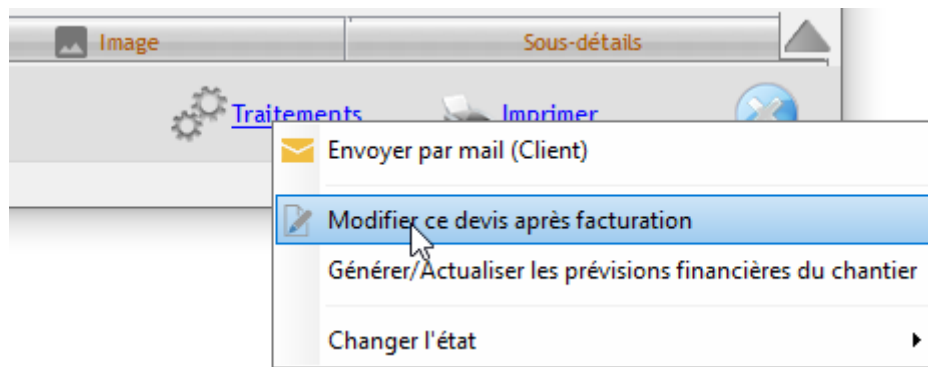 Image
Sous-détails
Traitements
Imprimer
Envoyer par mail (Client)
Modifier ce devis après facturation
Générer/Actualiser les prévisions financières du chantier
Changer l'état